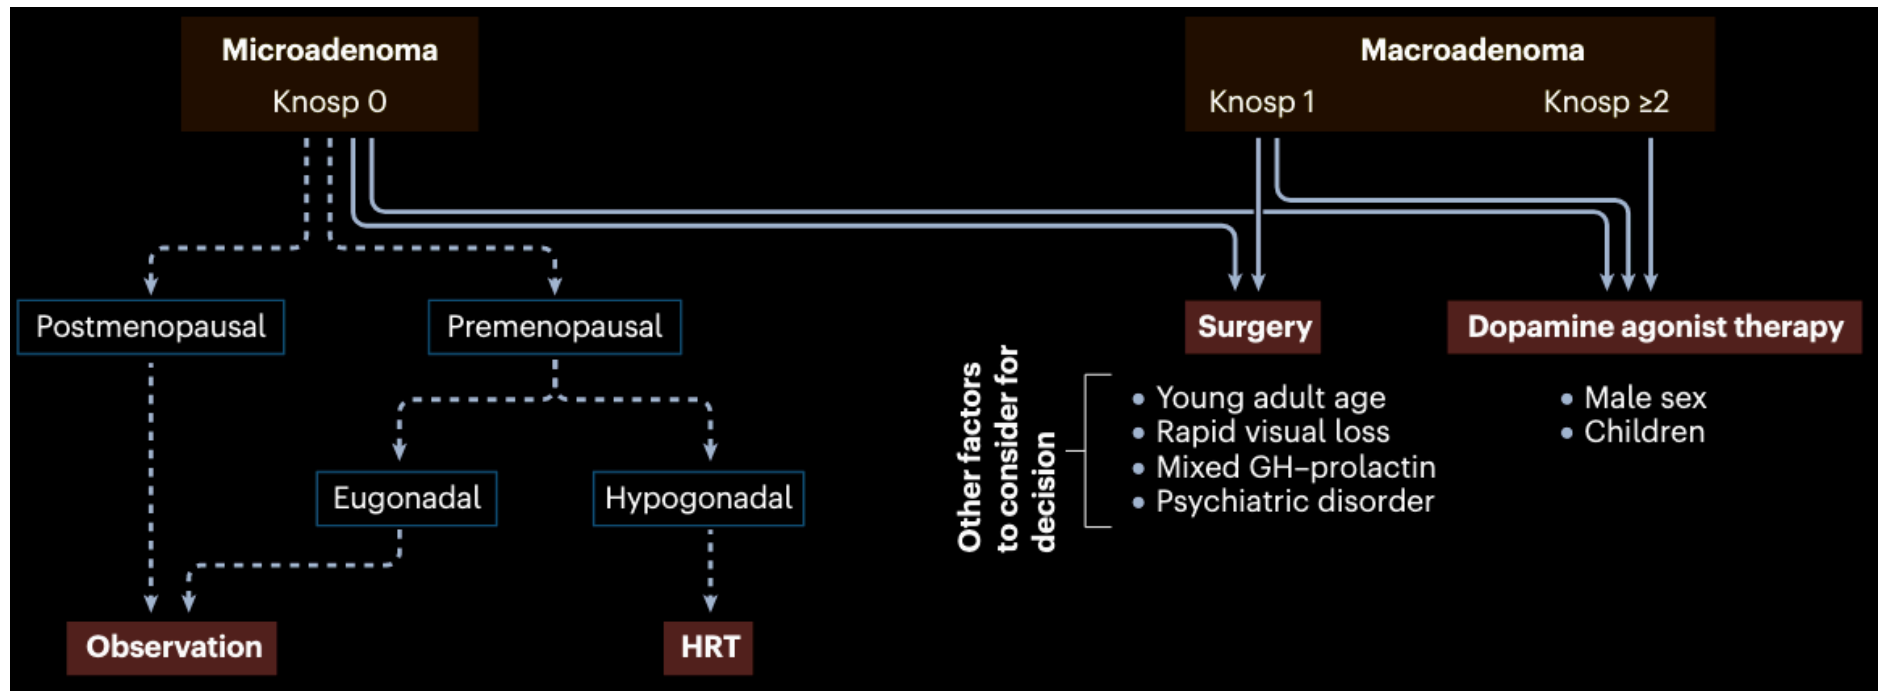 Microadenoma
Knosp 0
Macroadenoma
Knosp 1
Knosp ≥2
Postmenopausal
Premenopausal
Surgery
Dopamine agonist therapy
Other factors
to consider for
decision
• Young adult age
• Rapid visual loss
• Mixed GH–prolactin
• Psychiatric disorder
• Male sex
• Children
Eugonadal
Hypogonadal
Observation
HRT